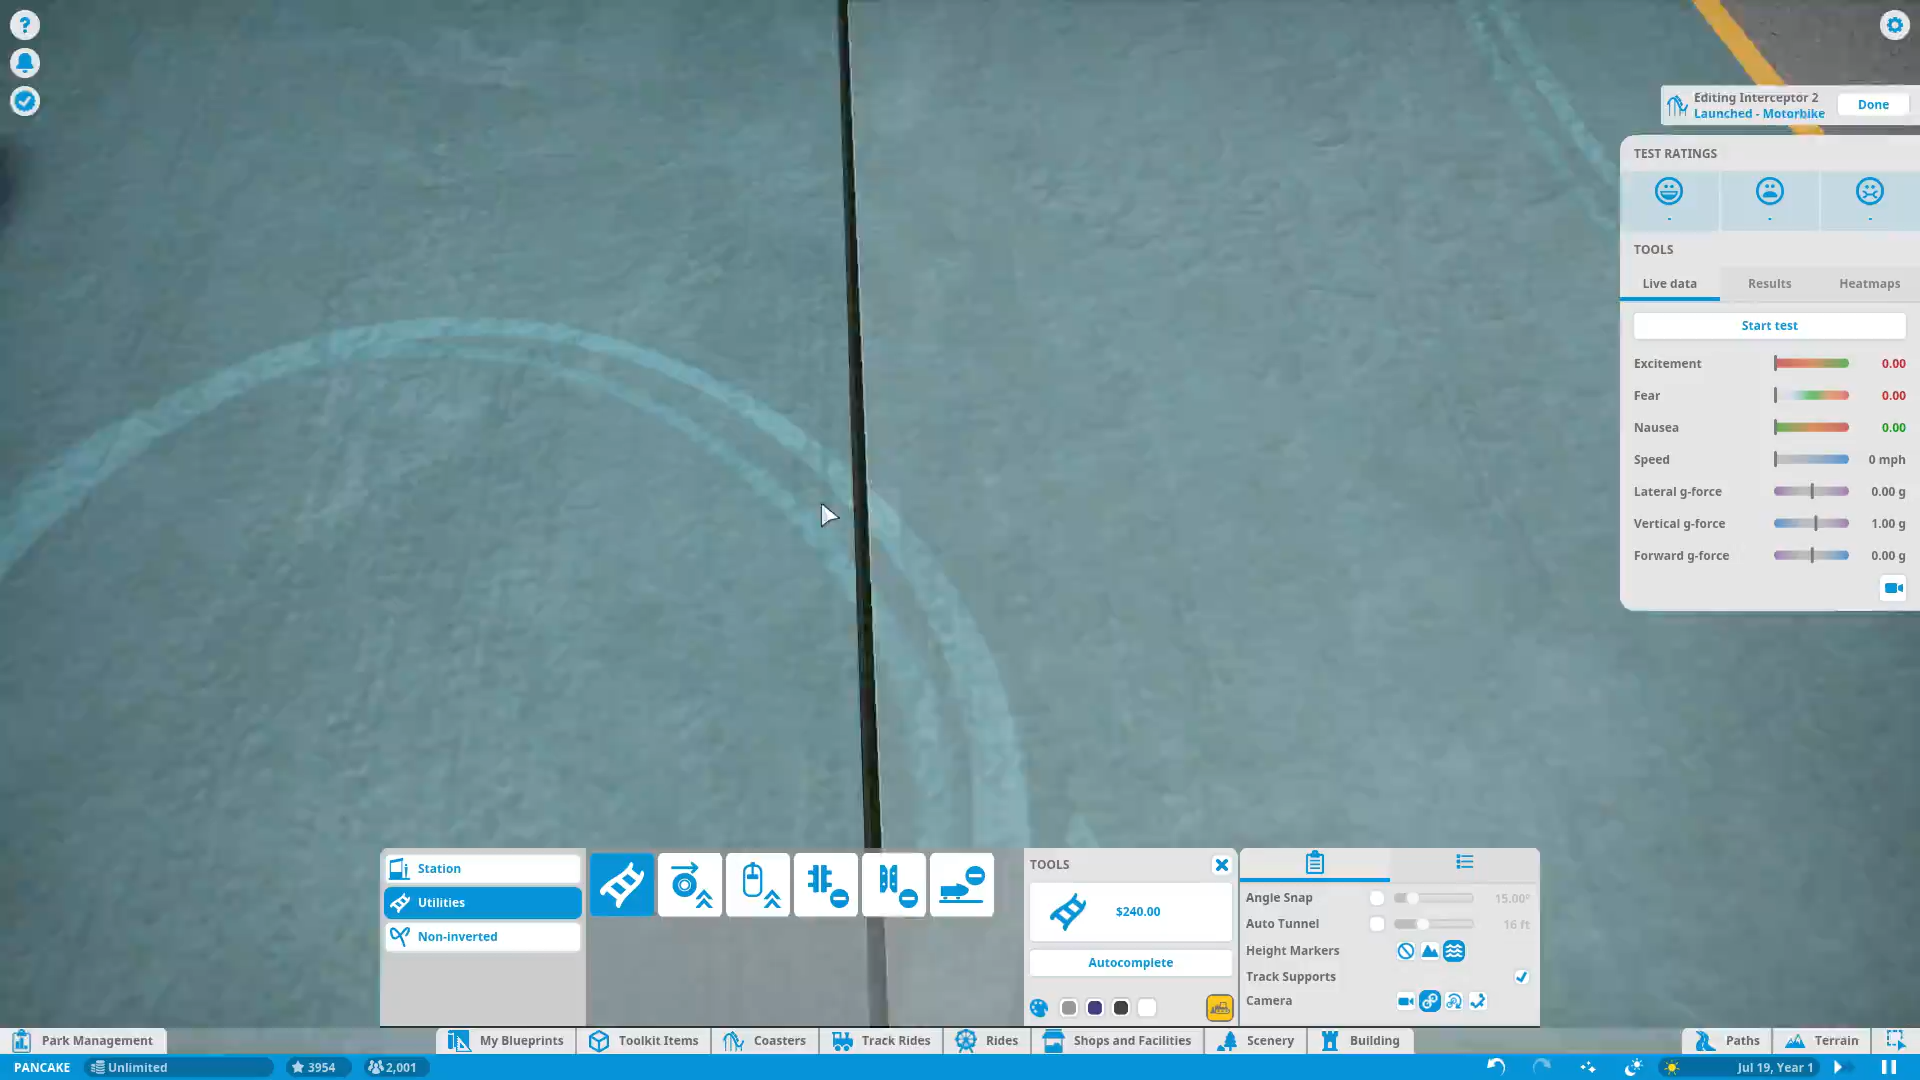 ?
Editing Interceptor 2
Launched - Motorbike
Done
TEST RATINGS
- - -
TOOLS
Live data Results Heatmaps
Start test
Excitement 0.00
Fear 0.00
Nausea 0.00
Speed 0 mph
Lateral g-force 0.00 g
Vertical g-force 1.00 g
Forward g-force 0.00 g
Station
Utilities
Non-inverted
TOOLS
$240.00
Autocomplete
Angle Snap 15.00°
Auto Tunnel 16 ft
Height Markers
Track Supports
Camera
Park Management
My Blueprints
Toolkit Items
Coasters
Track Rides
Rides
Shops and Facilities
Scenery
Building
Paths
Terrain
PANCAKE
Unlimited
3954
2,001
Jul 19, Year 1